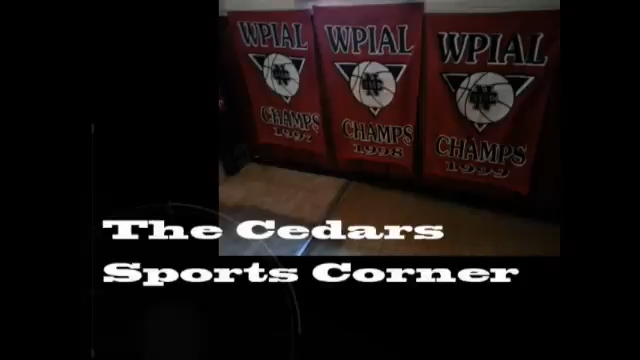 WPIAL
CHAMPS
1997
WPIAL
CHAMPS
1998
WPIAL
CHAMPS
1999
The Cedars
Sports Corner